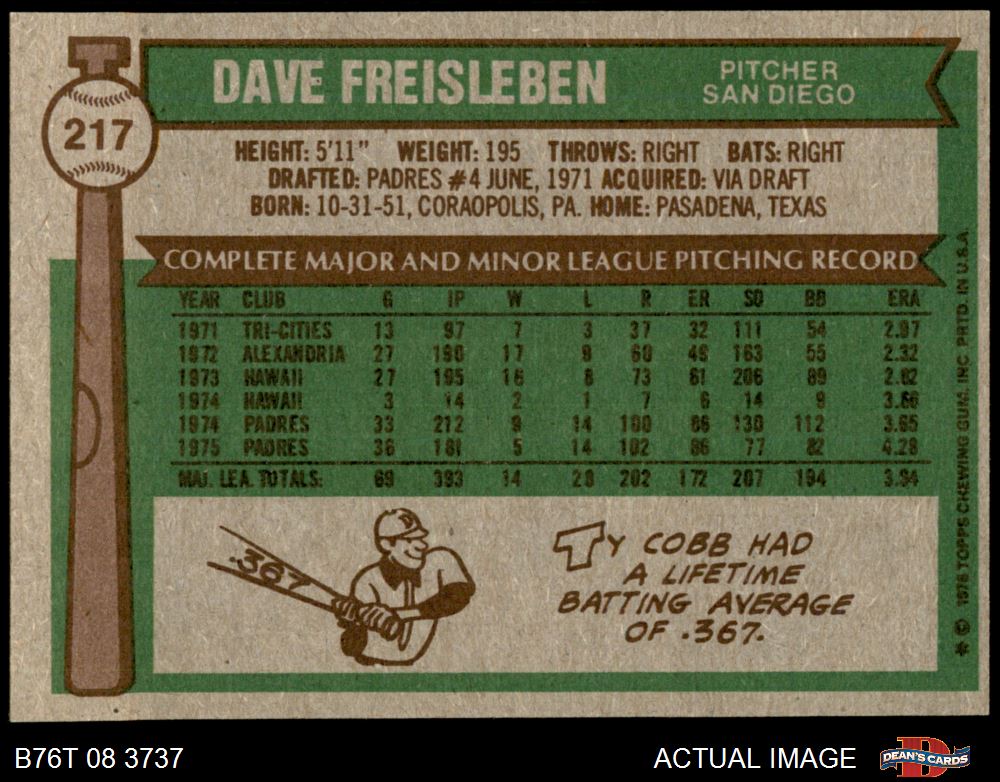 217
DAVE FREISLEBEN
PITCHER
SAN DIEGO
HEIGHT: 5'11" WEIGHT: 195 THROWS: RIGHT BATS: RIGHT
DRAFTED: PADRES #4 JUNE, 1971 ACQUIRED: VIA DRAFT
BORN: 10-31-51, CORAOPOLIS, PA. HOME: PASADENA, TEXAS
COMPLETE MAJOR AND MINOR LEAGUE PITCHING RECORD
YEAR CLUB G IP W L R ER SO BB ERA
1971 TRI-CITIES 13 97 7 3 37 32 111 54 2.97
1972 ALEXANDRIA 27 190 17 9 60 49 163 55 2.32
1973 HAWAII 27 195 16 8 73 61 206 89 2.82
1974 HAWAII 3 14 2 1 7 6 14 9
1974 PADRES 33 212 9 14 100 86 130 112 3.65
1975 PADRES 36 181 5 14 102 86 77 82 4.28
MAJ. LEA. TOTALS: 69 393 14 28 202 172 207 194 3.94
.367
TY COBB HAD
A LIFETIME
BATTING AVERAGE
OF .367.
* © 1976 TOPPS CHEWING GUM, INC. PRTD. IN U.S.A.
B76T 08 3737
ACTUAL IMAGE
D
DEAN'S CARDS